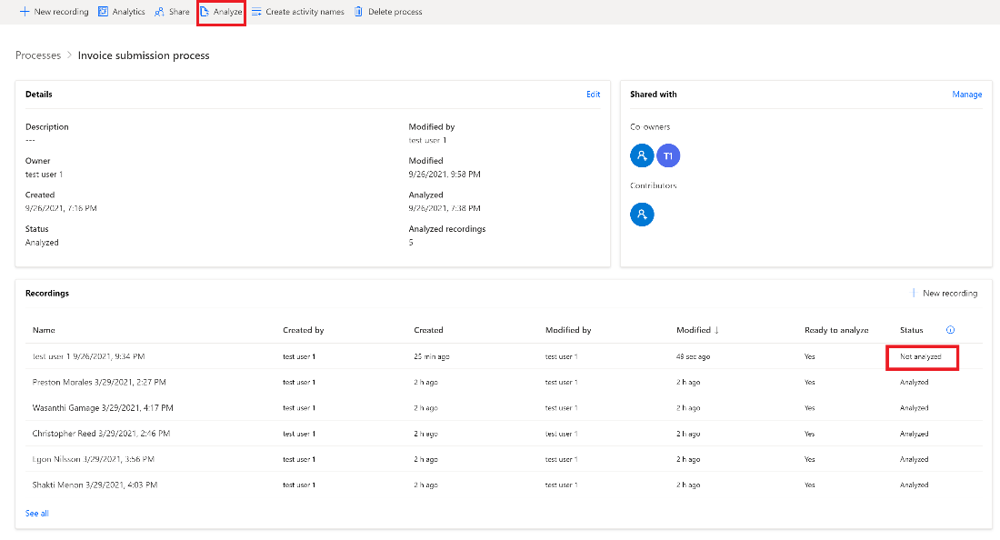 New recording Analytics Share Analyze Create activity names Delete process
Processes > Invoice submission process
Details Edit
Description
---
Owner
test user 1
Created
9/26/2021, 7:16 PM
Status
Analyzed
Modified by
test user 1
Modified
9/26/2021, 9:58 PM
Analyzed
9/26/2021, 7:38 PM
Analyzed recordings
5
Shared with Manage
Co-owners
T1
Contributors
Recordings New recording
Name Created by Created Modified by Modified ↓ Ready to analyze Status
test user 1 9/26/2021, 9:34 PM test user 1 25 min ago test user 1 49 sec ago Yes Not analyzed
Preston Morales 3/29/2021, 2:27 PM test user 1 2 h ago test user 1 2 h ago Yes Analyzed
Wasanthi Gamage 3/29/2021, 4:17 PM test user 1 2 h ago test user 1 2 h ago Yes Analyzed
Christopher Reed 3/29/2021, 2:46 PM test user 1 2 h ago test user 1 2 h ago Yes Analyzed
Egon Nilsson 3/29/2021, 3:56 PM test user 1 2 h ago test user 1 2 h ago Yes Analyzed
Shakti Menon 3/29/2021, 4:03 PM test user 1 2 h ago test user 1 2 h ago Yes Analyzed
See all